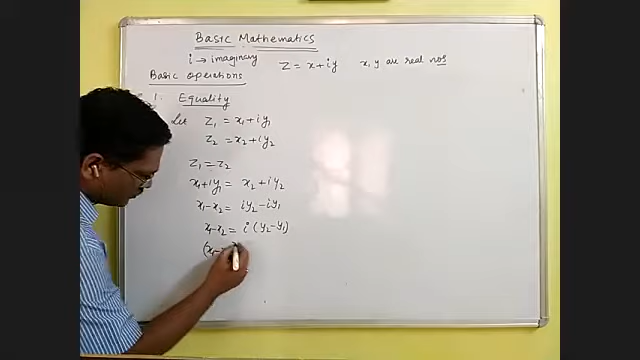 Basic Mathematics
i → imaginary Z = x + iy x, y are real nos
Basic operations
1. Equality
Let Z₁ = x₁ + iy₁
Z₂ = x₂ + iy₂
Z₁ = Z₂
x₁ + iy₁ = x₂ + iy₂
x₁ - x₂ = iy₂ - iy₁
x₁ - x₂ = i (y₂ - y₁)
(x₁ -